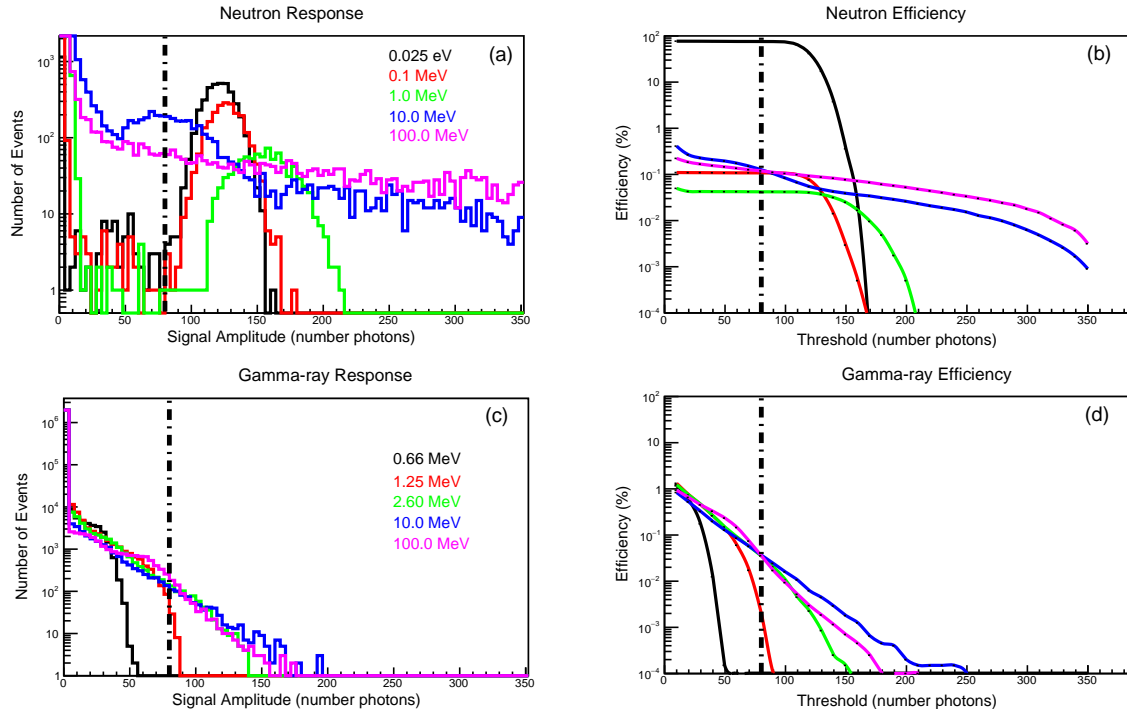 Neutron Response
(a)
0.025 eV
0.1 MeV
1.0 MeV
10.0 MeV
100.0 MeV
Number of Events
10³
10²
10
1
0 50 100 150 200 250 300 350
Signal Amplitude (number photons)
Neutron Efficiency
(b)
Efficiency (%)
10²
10
1
10⁻¹
10⁻²
10⁻³
10⁻⁴
0 50 100 150 200 250 300 350
Threshold (number photons)
Gamma-ray Response
(c)
0.66 MeV
1.25 MeV
2.60 MeV
10.0 MeV
100.0 MeV
Number of Events
10⁶
10⁵
10⁴
10³
10²
10
1
0 50 100 150 200 250 300 350
Signal Amplitude (number photons)
Gamma-ray Efficiency
(d)
Efficiency (%)
10²
10
1
10⁻¹
10⁻²
10⁻³
10⁻⁴
0 50 100 150 200 250 300 350
Threshold (number photons)